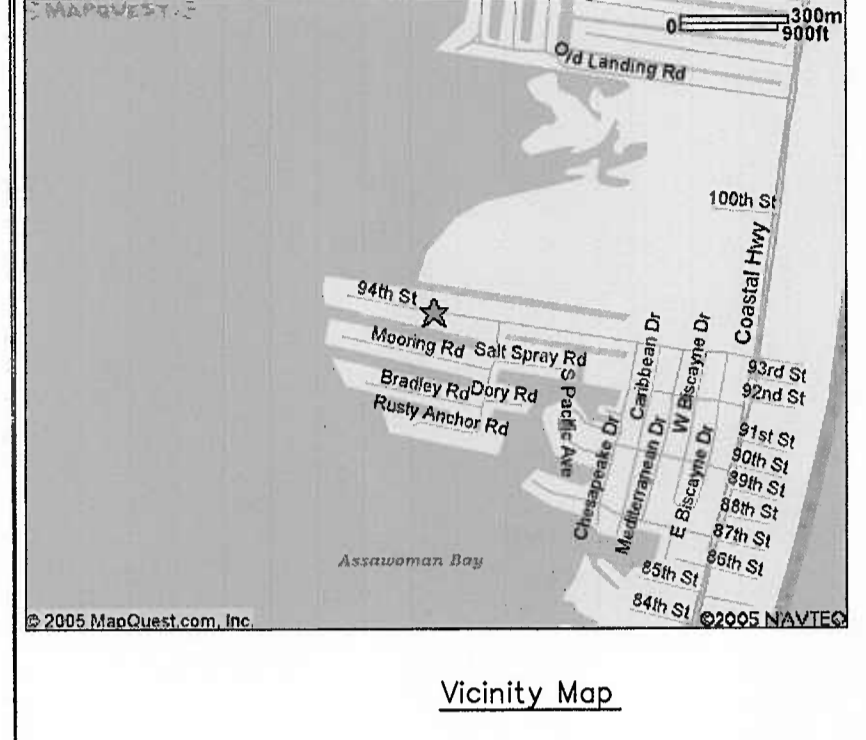 MAPQUEST
0 300m
900ft
Old Landing Rd
100th St
Coastal Hwy
94th St
Mooring Rd
Salt Spray Rd
Caribbean Dr
W Biscayne Dr
93rd St
92nd St
Bradley Rd
Dory Rd
S Pacific Ave
Rusty Anchor Rd
Chesapeake Dr
Mediterranean Dr
E Biscayne Dr
91st St
90th St
89th St
88th St
87th St
86th St
85th St
84th St
Assawoman Bay
© 2005 MapQuest.com, Inc.
©2005 NAVTEQ
Vicinity Map